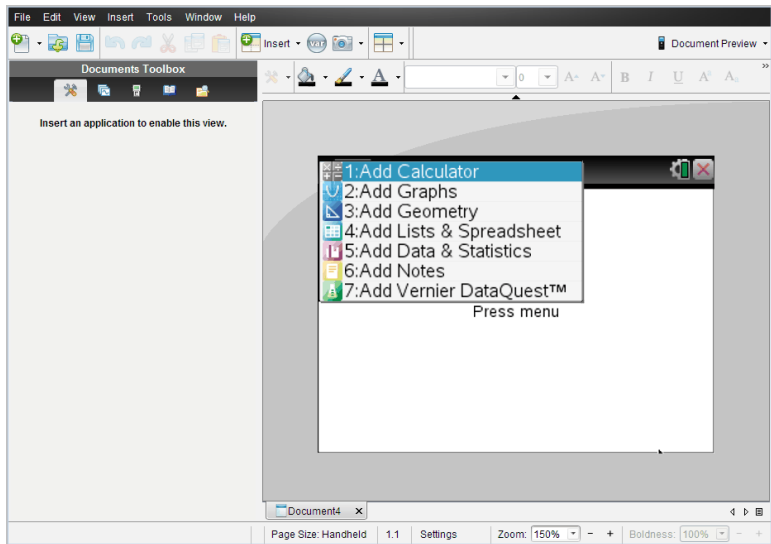 File Edit View Insert Tools Window Help
Insert
var
Document Preview
Documents Toolbox
A 0 A+ A- B I U A° A₀
Insert an application to enable this view.
1:Add Calculator
2:Add Graphs
3:Add Geometry
4:Add Lists & Spreadsheet
5:Add Data & Statistics
6:Add Notes
7:Add Vernier DataQuest™
Press menu
Document4
Page Size: Handheld 1.1 Settings Zoom: 150% - + Boldness: 100% - +